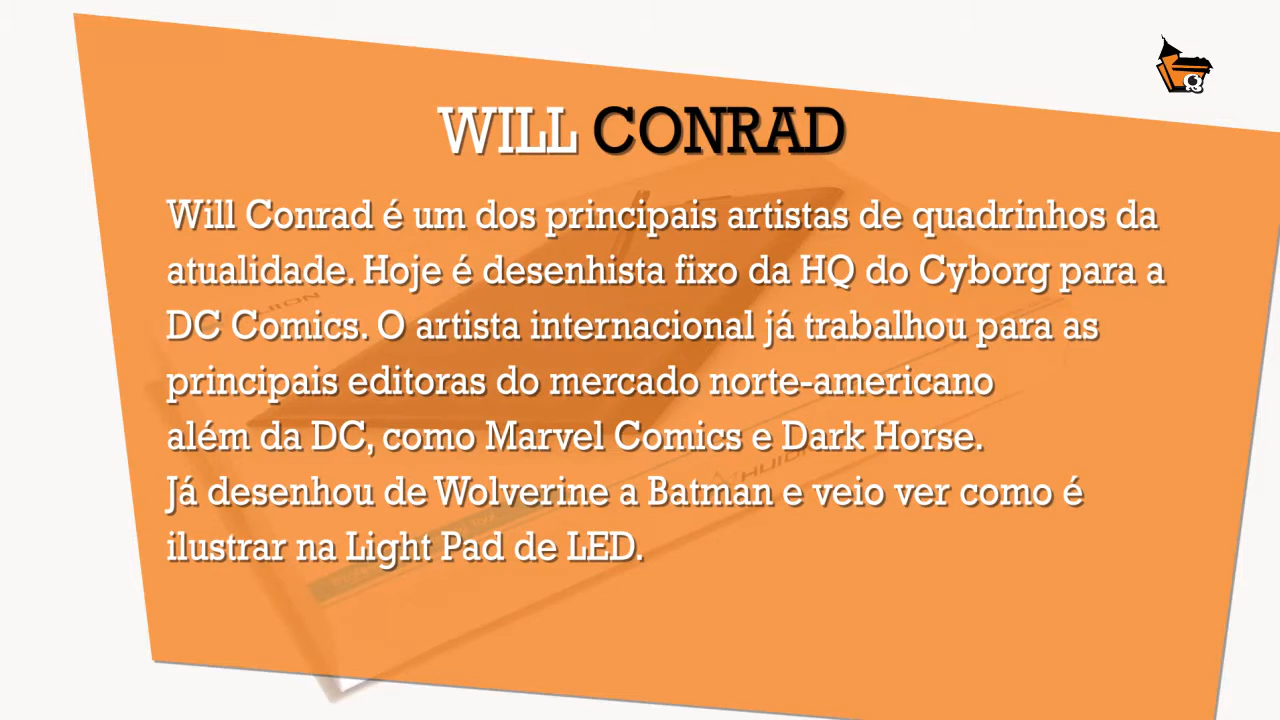 WILL CONRAD
Will Conrad é um dos principais artistas de quadrinhos da
atualidade. Hoje é desenhista fixo da HQ do Cyborg para a
DC Comics. O artista internacional já trabalhou para as
principais editoras do mercado norte-americano
além da DC, como Marvel Comics e Dark Horse.
Já desenhou de Wolverine a Batman e veio ver como é
ilustrar na Light Pad de LED.
HUION
HUION